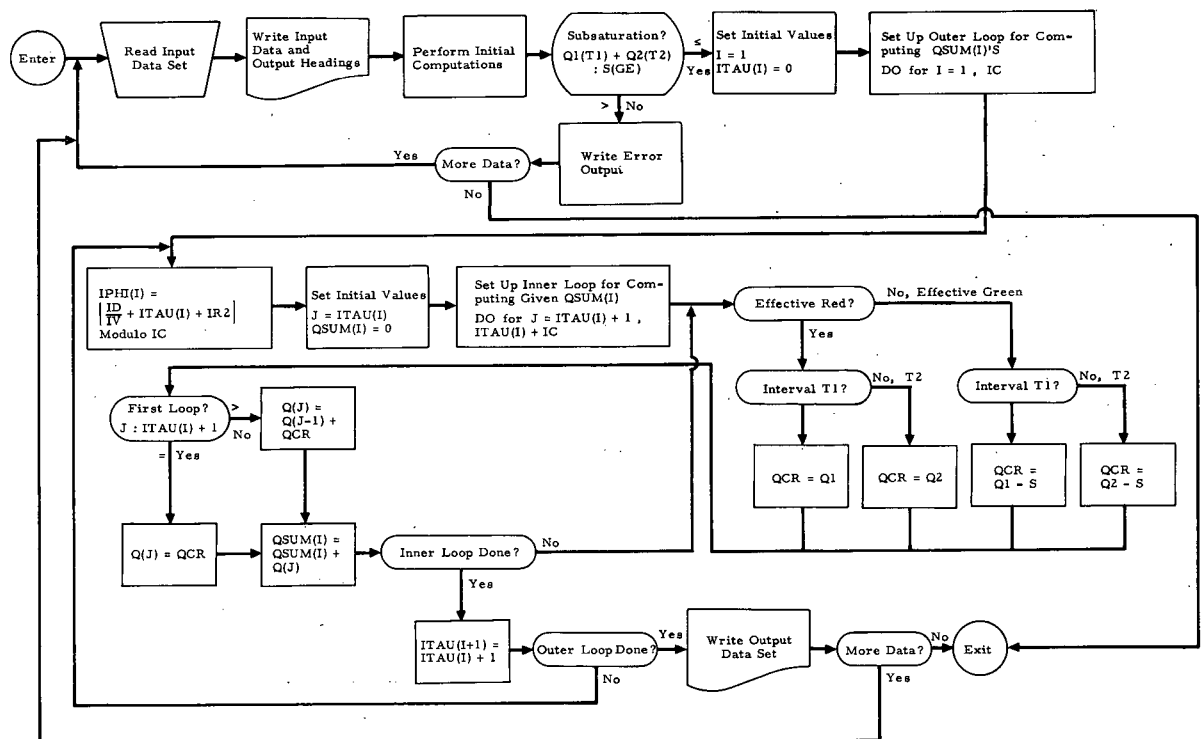 Enter
Read Input
Data Set
Write Input
Data and
Output Headings
Perform Initial
Computations
Subsaturation?
Q1(T1) + Q2(T2)
: S(GE)
≤
Yes
> No
Set Initial Values
I = 1
ITAU(I) = 0
Set Up Outer Loop for Com-
puting QSUM(I)'S
DO for I = 1 , IC
Write Error
Output
More Data?
Yes
No
IPHI(I) =
|ID/IV + ITAU(I) + IR2|
Modulo IC
Set Initial Values
J = ITAU(I)
QSUM(I) = 0
Set Up Inner Loop for Com-
puting Given QSUM(I)
DO for J = ITAU(I) + 1 ,
ITAU(I) + IC
Effective Red?
No, Effective Green
Yes
Interval T1?
No, T2
Interval T1?
No, T2
First Loop?
J : ITAU(I) + 1
>
No
= Yes
Q(J) =
Q(J-1) +
QCR
QCR = Q1
QCR = Q2
QCR =
Q1 - S
QCR =
Q2 - S
Q(J) = QCR
QSUM(I) =
QSUM(I) +
Q(J)
Inner Loop Done?
No
Yes
ITAU(I+1) =
ITAU(I) + 1
Outer Loop Done?
Yes
No
Write Output
Data Set
More Data?
No
Yes
Exit